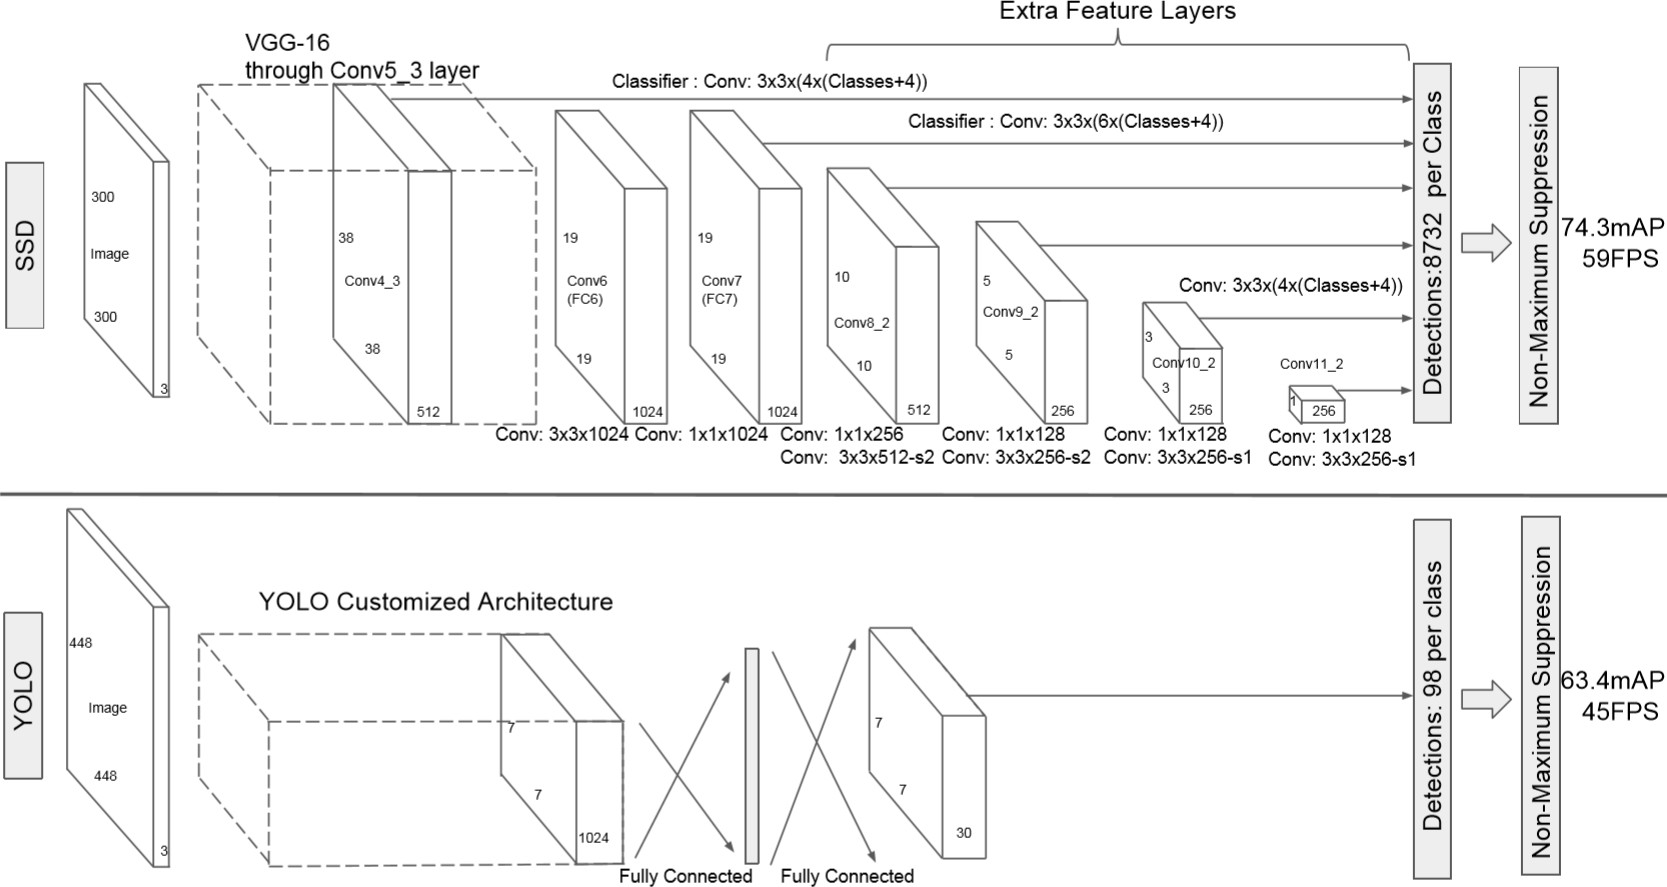 Extra Feature Layers
VGG-16
through Conv5_3 layer
Classifier : Conv: 3x3x(4x(Classes+4))
Classifier : Conv: 3x3x(6x(Classes+4))
SSD
300
Image
300
3
38
Conv4_3
38
512
19
Conv6
(FC6)
19
1024
19
Conv7
(FC7)
19
1024
10
Conv8_2
10
512
5
Conv9_2
5
256
Conv: 3x3x(4x(Classes+4))
3
Conv10_2
3
256
Conv11_2
1
256
Conv: 3x3x1024
Conv: 1x1x1024
Conv: 1x1x256
Conv: 3x3x512-s2
Conv: 1x1x128
Conv: 3x3x256-s2
Conv: 1x1x128
Conv: 3x3x256-s1
Conv: 1x1x128
Conv: 3x3x256-s1
Detections:8732 per Class
Non-Maximum Suppression
74.3mAP
59FPS
YOLO
448
Image
448
3
YOLO Customized Architecture
7
7
1024
Fully Connected
Fully Connected
7
7
30
Detections: 98 per class
Non-Maximum Suppression
63.4mAP
45FPS